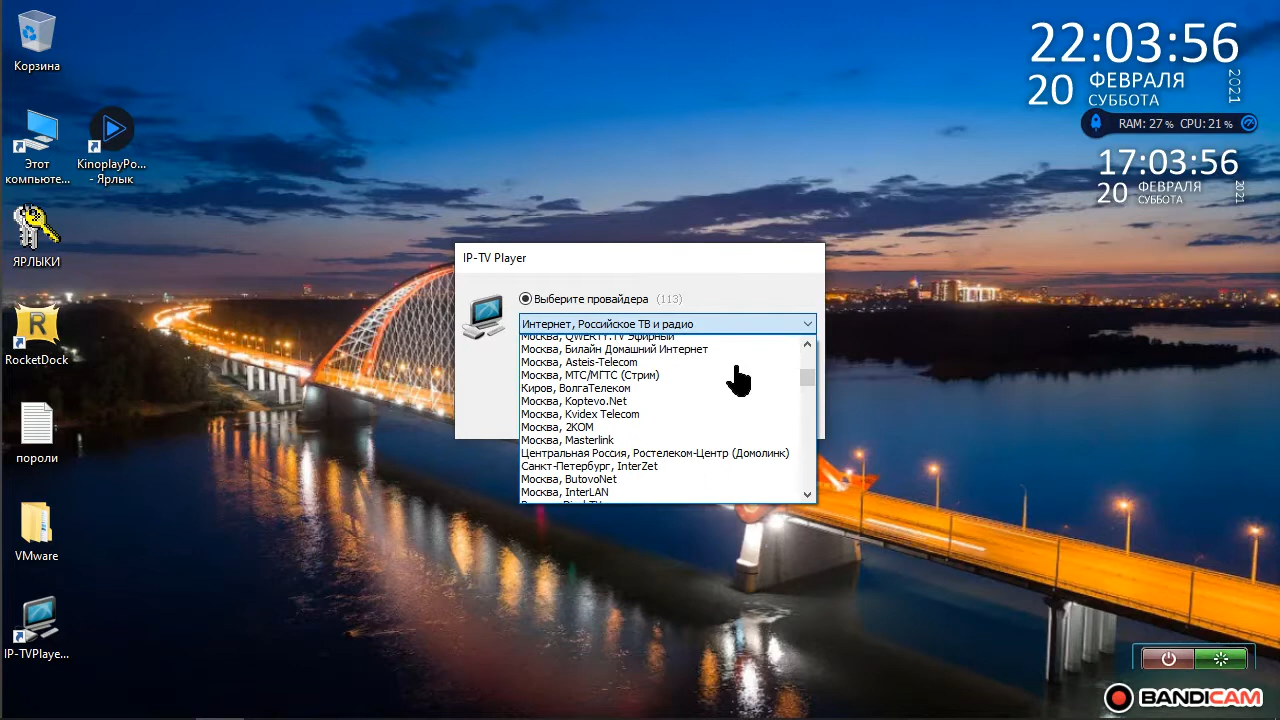 Корзина
Этот
компьюте...
KinoplayPo...
- Ярлык
ЯРЛЫКИ
RocketDock
пороли
VMware
IP-TVPlaye...
22:03:56
20
ФЕВРАЛЯ
СУББОТА
2021
RAM: 27 % CPU: 21 %
17:03:56
20
ФЕВРАЛЯ
СУББОТА
2021
IP-TV Player
Выберите провайдера (113)
Интернет, Российское ТВ и радио
Москва, QWERTY.TV Эфирный
Москва, Билайн Домашний Интернет
Москва, Asteis-Telecom
Москва, МТС/МГТС (Стрим)
Киров, ВолгаТелеком
Москва, Koptevo.Net
Москва, Kvidex Telecom
Москва, 2КОМ
Москва, Masterlink
Центральная Россия, Ростелеком-Центр (Домолинк)
Санкт-Петербург, InterZet
Москва, ButovoNet
Москва, InterLAN
BANDICAM